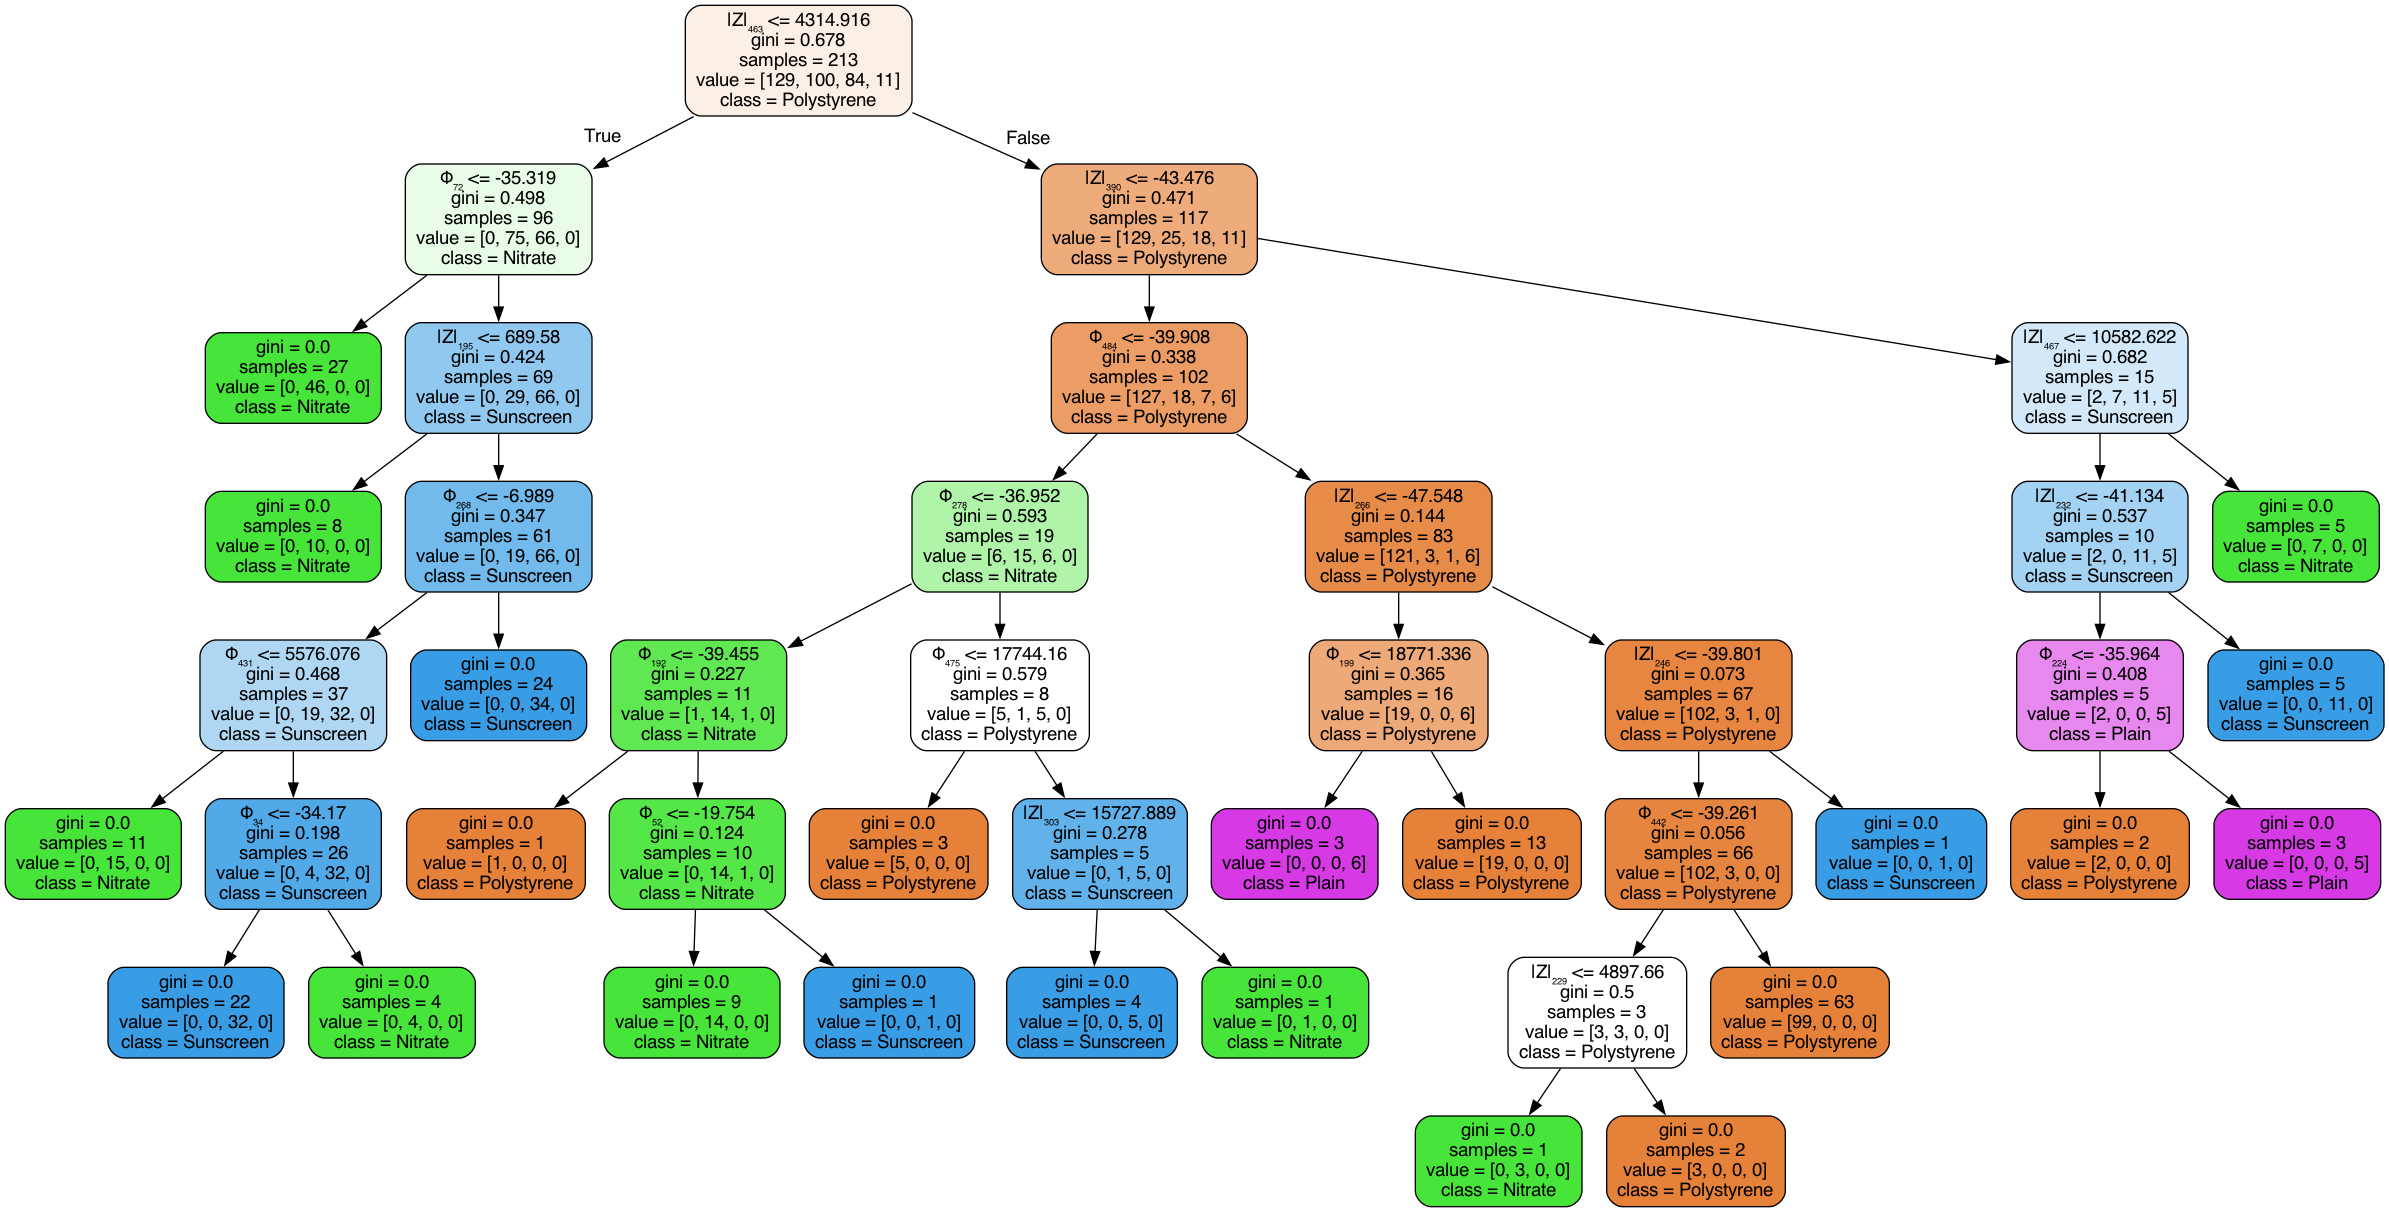 |Z|₄₆₃ <= 4314.916
gini = 0.678
samples = 213
value = [129, 100, 84, 11]
class = Polystyrene
True
False
Φ₇₂ <= -35.319
gini = 0.498
samples = 96
value = [0, 75, 66, 0]
class = Nitrate
|Z|₃₉₀ <= -43.476
gini = 0.471
samples = 117
value = [129, 25, 18, 11]
class = Polystyrene
gini = 0.0
samples = 27
value = [0, 46, 0, 0]
class = Nitrate
|Z|₁₉₅ <= 689.58
gini = 0.424
samples = 69
value = [0, 29, 66, 0]
class = Sunscreen
Φ₄₈₄ <= -39.908
gini = 0.338
samples = 102
value = [127, 18, 7, 6]
class = Polystyrene
|Z|₄₆₇ <= 10582.622
gini = 0.682
samples = 15
value = [2, 7, 11, 5]
class = Sunscreen
gini = 0.0
samples = 8
value = [0, 10, 0, 0]
class = Nitrate
Φ₂₆₈ <= -6.989
gini = 0.347
samples = 61
value = [0, 19, 66, 0]
class = Sunscreen
Φ₂₇₈ <= -36.952
gini = 0.593
samples = 19
value = [6, 15, 6, 0]
class = Nitrate
|Z|₂₆₆ <= -47.548
gini = 0.144
samples = 83
value = [121, 3, 1, 6]
class = Polystyrene
|Z|₂₃₂ <= -41.134
gini = 0.537
samples = 10
value = [2, 0, 11, 5]
class = Sunscreen
gini = 0.0
samples = 5
value = [0, 7, 0, 0]
class = Nitrate
Φ₄₃₁ <= 5576.076
gini = 0.468
samples = 37
value = [0, 19, 32, 0]
class = Sunscreen
gini = 0.0
samples = 24
value = [0, 0, 34, 0]
class = Sunscreen
Φ₁₉₂ <= -39.455
gini = 0.227
samples = 11
value = [1, 14, 1, 0]
class = Nitrate
Φ₄₇₅ <= 17744.16
gini = 0.579
samples = 8
value = [5, 1, 5, 0]
class = Polystyrene
Φ₁₉₉ <= 18771.336
gini = 0.365
samples = 16
value = [19, 0, 0, 6]
class = Polystyrene
|Z|₂₄₆ <= -39.801
gini = 0.073
samples = 67
value = [102, 3, 1, 0]
class = Polystyrene
Φ₂₂₄ <= -35.964
gini = 0.408
samples = 5
value = [2, 0, 0, 5]
class = Plain
gini = 0.0
samples = 5
value = [0, 0, 11, 0]
class = Sunscreen
gini = 0.0
samples = 11
value = [0, 15, 0, 0]
class = Nitrate
Φ₃₄ <= -34.17
gini = 0.198
samples = 26
value = [0, 4, 32, 0]
class = Sunscreen
gini = 0.0
samples = 1
value = [1, 0, 0, 0]
class = Polystyrene
Φ₅₂ <= -19.754
gini = 0.124
samples = 10
value = [0, 14, 1, 0]
class = Nitrate
gini = 0.0
samples = 3
value = [5, 0, 0, 0]
class = Polystyrene
|Z|₃₀₃ <= 15727.889
gini = 0.278
samples = 5
value = [0, 1, 5, 0]
class = Sunscreen
gini = 0.0
samples = 3
value = [0, 0, 0, 6]
class = Plain
gini = 0.0
samples = 13
value = [19, 0, 0, 0]
class = Polystyrene
Φ₄₄₂ <= -39.261
gini = 0.056
samples = 66
value = [102, 3, 0, 0]
class = Polystyrene
gini = 0.0
samples = 1
value = [0, 0, 1, 0]
class = Sunscreen
gini = 0.0
samples = 2
value = [2, 0, 0, 0]
class = Polystyrene
gini = 0.0
samples = 3
value = [0, 0, 0, 5]
class = Plain
gini = 0.0
samples = 22
value = [0, 0, 32, 0]
class = Sunscreen
gini = 0.0
samples = 4
value = [0, 4, 0, 0]
class = Nitrate
gini = 0.0
samples = 9
value = [0, 14, 0, 0]
class = Nitrate
gini = 0.0
samples = 1
value = [0, 0, 1, 0]
class = Sunscreen
gini = 0.0
samples = 4
value = [0, 0, 5, 0]
class = Sunscreen
gini = 0.0
samples = 1
value = [0, 1, 0, 0]
class = Nitrate
|Z|₂₂₉ <= 4897.66
gini = 0.5
samples = 3
value = [3, 3, 0, 0]
class = Polystyrene
gini = 0.0
samples = 63
value = [99, 0, 0, 0]
class = Polystyrene
gini = 0.0
samples = 1
value = [0, 3, 0, 0]
class = Nitrate
gini = 0.0
samples = 2
value = [3, 0, 0, 0]
class = Polystyrene